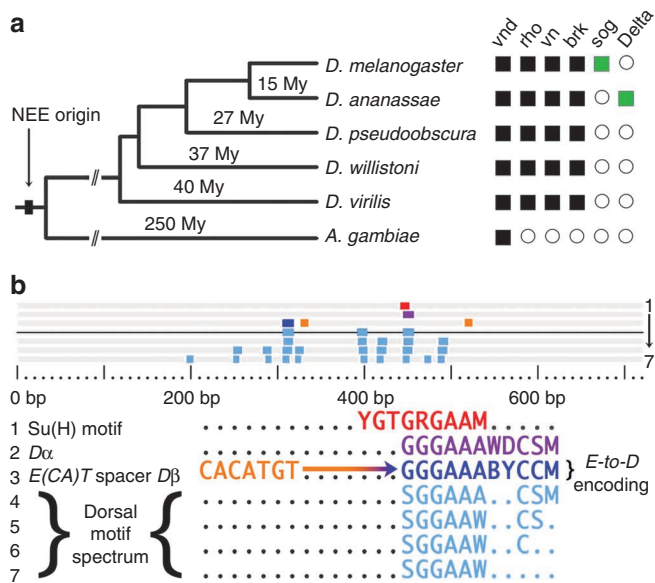 a
vnd rho vn brk sog Delta
D. melanogaster
15 My
D. ananassae
NEE origin
27 My
D. pseudoobscura
37 My
D. willistoni
40 My
D. virilis
250 My
A. gambiae
b
1
7
0 bp 200 bp 400 bp 600 bp
1 Su(H) motif YGTGRGAAM
2 Dα GGGAAAWDCSM
3 E(CA)T spacer Dβ CACATGT GGGAAABYCCM } E-to-D encoding
4 SGGAAA..CSM
5 Dorsal motif spectrum SGGAAW..CS.
6 SGGAAW..C..
7 SGGAAW.....